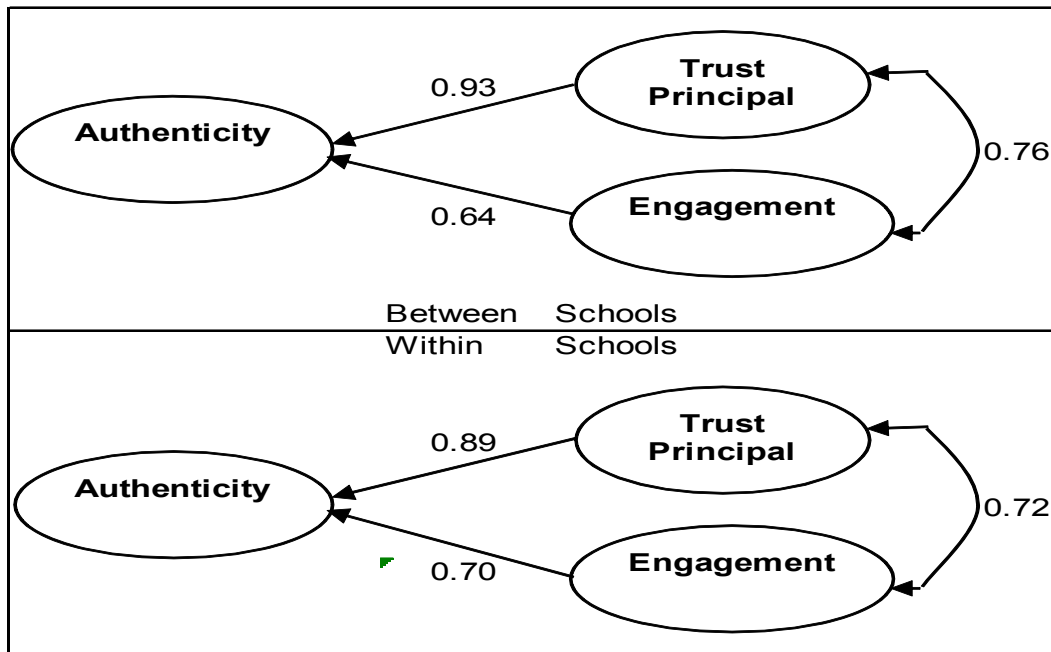 Trust
Principal
0.93
Authenticity
0.76
Engagement
0.64
Between Schools
Within Schools
Trust
Principal
0.89
Authenticity
0.72
Engagement
0.70